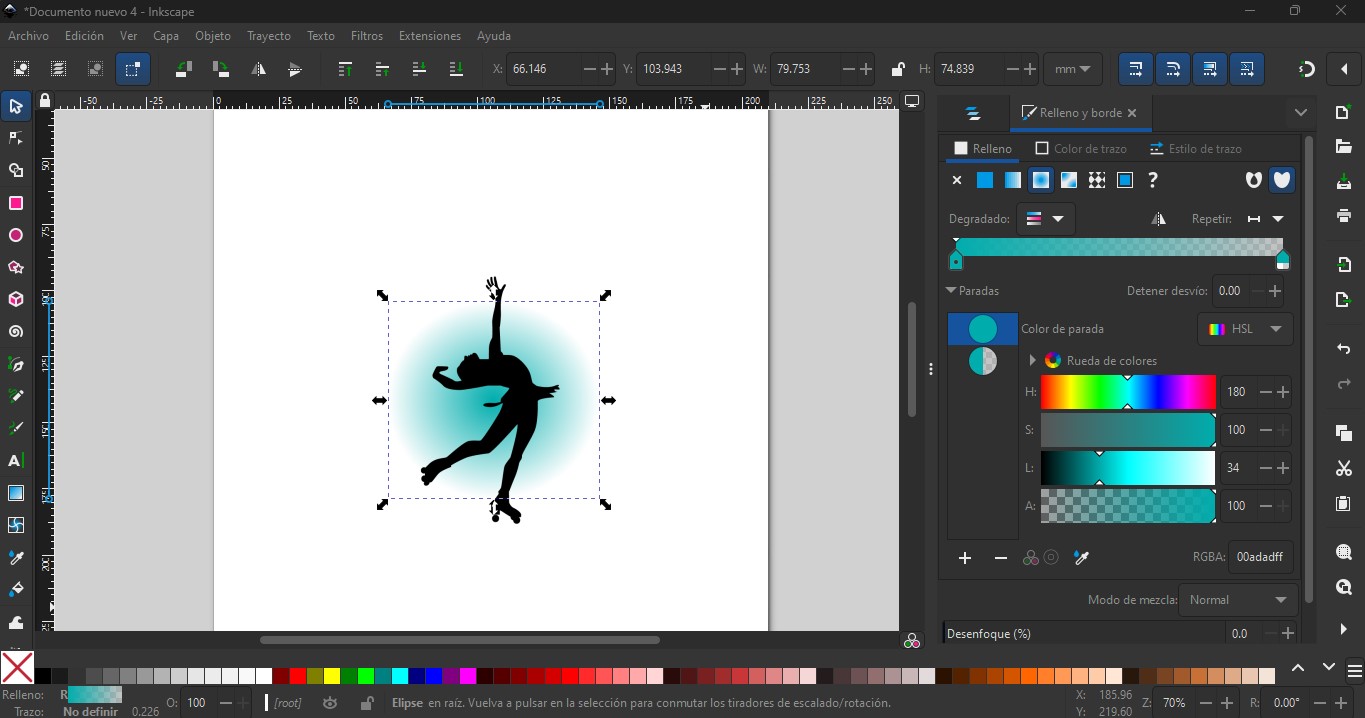 *Documento nuevo 4 - Inkscape
Archivo Edición Ver Capa Objeto Trayecto Texto Filtros Extensiones Ayuda
X: 66.146 Y: 103.943 W: 79.753 H: 74.839 mm
-50 -25 0 25 50 75 100 125 150 175 200 225 250
Relleno y borde
Relleno Color de trazo Estilo de trazo
?
Degradado: Repetir:
Paradas Detener desvío: 0.00
Color de parada HSL
Rueda de colores
H: 180
S: 100
L: 34
A: 100
RGBA: 00adadff
Modo de mezcla: Normal
Desenfoque (%) 0.0
50
75
125
150
200
Relleno: R
Trazo: No definir 0.226 O: 100 [root] Elipse en raíz. Vuelva a pulsar en la selección para conmutar los tiradores de escalado/rotación.
X: 185.96
Y: 219.60
Z: 70% R: 0.00°